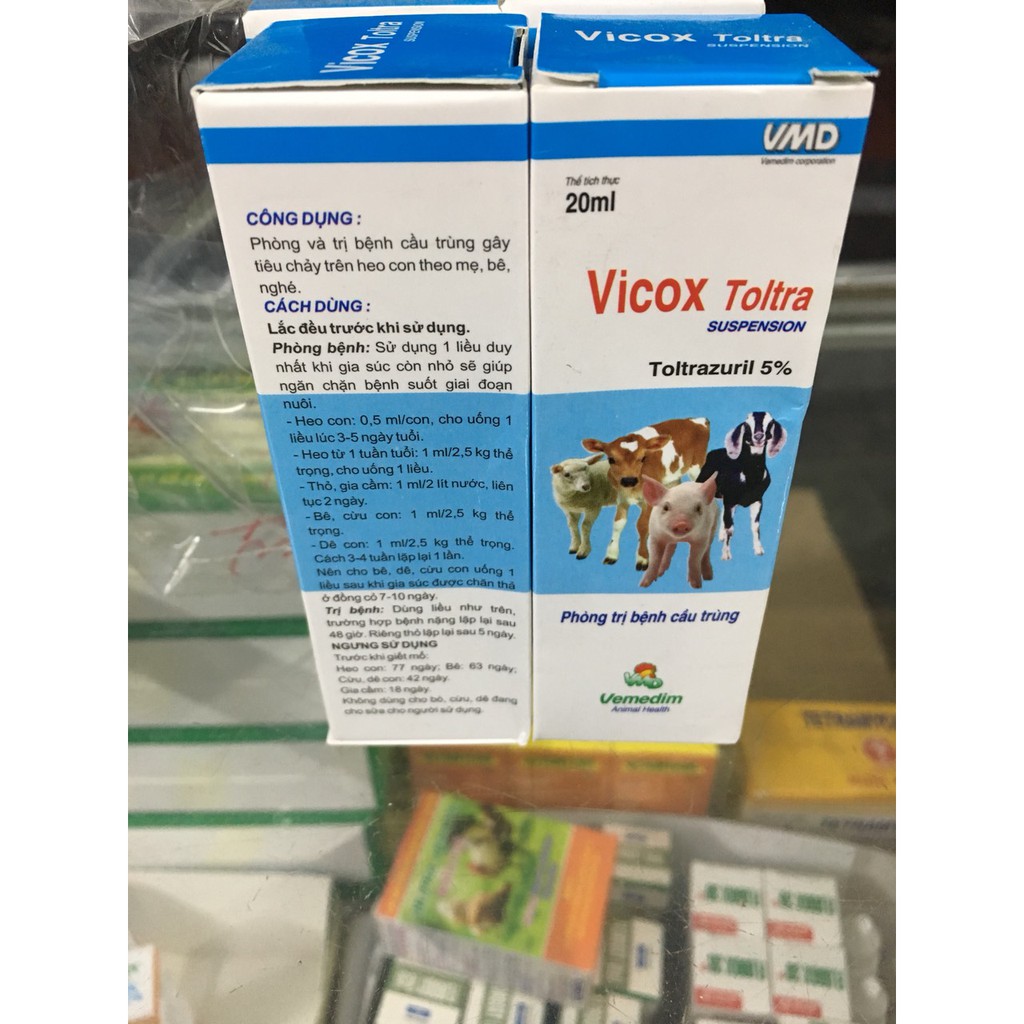 Vicox Toltra
SUSPENSION
CÔNG DỤNG :
Phòng và trị bệnh cầu trùng gây
tiêu chảy trên heo con theo mẹ, bê,
nghé.
CÁCH DÙNG :
Lắc đều trước khi sử dụng.
Phòng bệnh: Sử dụng 1 liều duy
nhất khi gia súc còn nhỏ sẽ giúp
ngăn chặn bệnh suốt giai đoạn
nuôi.
- Heo con: 0,5 ml/con, cho uống 1
liều lúc 3-5 ngày tuổi.
- Heo từ 1 tuần tuổi: 1 ml/2,5 kg thể
trọng, cho uống 1 liều.
- Thỏ, gia cầm: 1 ml/2 lít nước, liên
tục 2 ngày.
- Bê, cừu con: 1 ml/2,5 kg thể
trọng.
- Dê con: 1 ml/2,5 kg thể trọng.
Cách 3-4 tuần lặp lại 1 lần.
Nên cho bê, dê, cừu con uống 1
liều sau khi gia súc được chăn thả
ở đồng cỏ 7-10 ngày.
Trị bệnh: Dùng liều như trên,
trường hợp bệnh nặng lặp lại sau
48 giờ. Riêng thỏ lặp lại sau 5 ngày.
NGƯNG SỬ DỤNG
Trước khi giết mổ:
Heo con: 77 ngày; Bê: 63 ngày;
Cừu, dê con: 42 ngày.
Gia cầm: 18 ngày.
Không dùng cho bò, cừu, dê đang
cho sữa cho người sử dụng.
Vicox Toltra
SUSPENSION
VMD
Vemedim corporation
Thể tích thực
20ml
Vicox Toltra
SUSPENSION
Toltrazuril 5%
Phòng trị bệnh cầu trùng
VMD
Vemedim
Animal Health